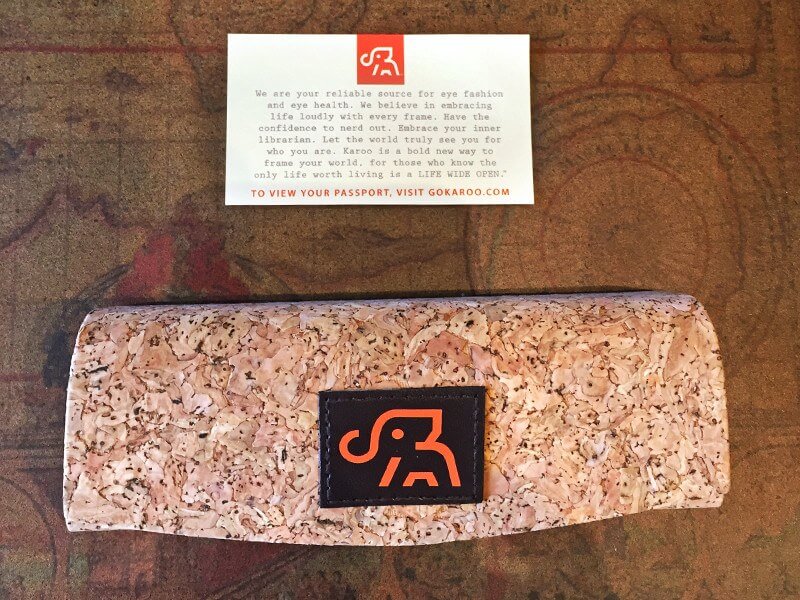 We are your reliable source for eye fashion
and eye health. We believe in embracing
life loudly with every frame. Have the
confidence to nerd out. Embrace your inner
librarian. Let the world truly see you for
who you are. Karoo is a bold new way to
frame your world, for those who know the
only life worth living is a LIFE WIDE OPEN.™
TO VIEW YOUR PASSPORT, VISIT GOKAROO.COM